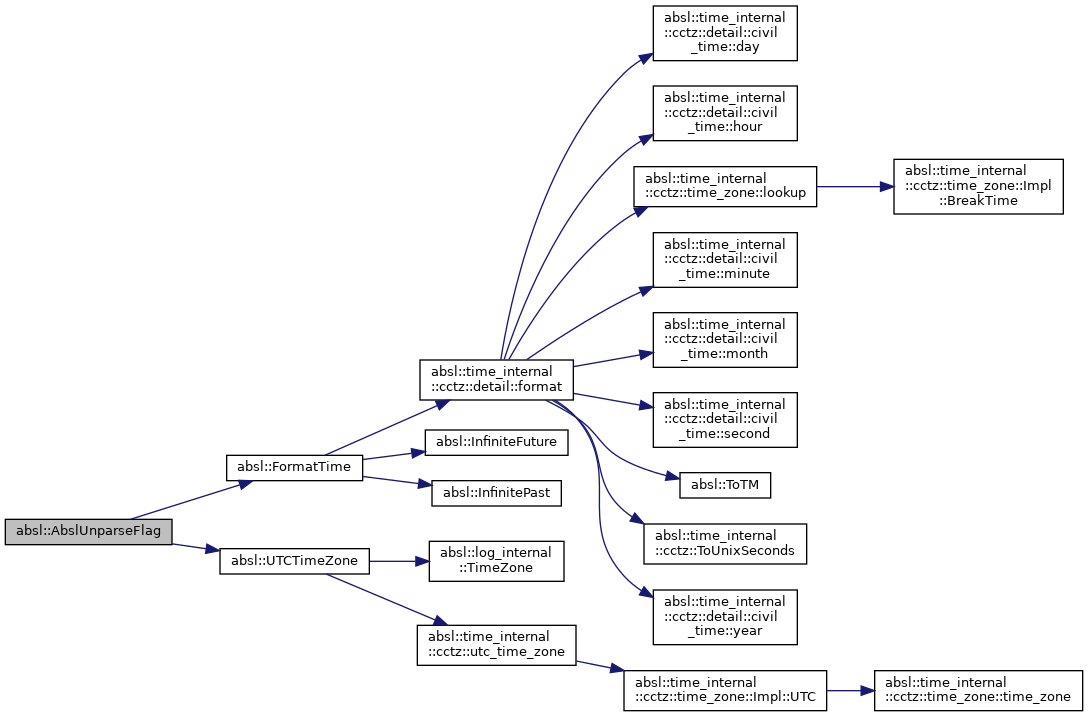 absl::time_internal
::cctz::detail::civil
_time::day
absl::time_internal
::cctz::detail::civil
_time::hour
absl::time_internal
::cctz::time_zone::lookup
absl::time_internal
::cctz::time_zone::Impl
::BreakTime
absl::time_internal
::cctz::detail::civil
_time::minute
absl::time_internal
::cctz::detail::civil
_time::month
absl::time_internal
::cctz::detail::format
absl::time_internal
::cctz::detail::civil
_time::second
absl::InfiniteFuture
absl::FormatTime
absl::ToTM
absl::InfinitePast
absl::AbslUnparseFlag
absl::time_internal
::cctz::ToUnixSeconds
absl::UTCTimeZone
absl::log_internal
::TimeZone
absl::time_internal
::cctz::detail::civil
_time::year
absl::time_internal
::cctz::utc_time_zone
absl::time_internal
::cctz::time_zone::Impl::UTC
absl::time_internal
::cctz::time_zone::time_zone